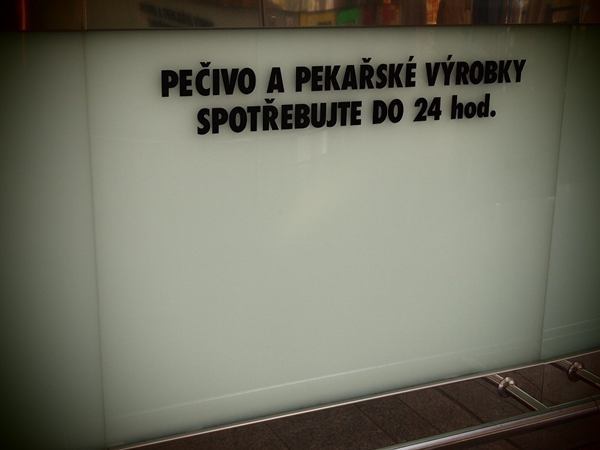 PEČIVO A PEKAŘSKÉ VÝROBKY
SPOTŘEBUJTE DO 24 hod.